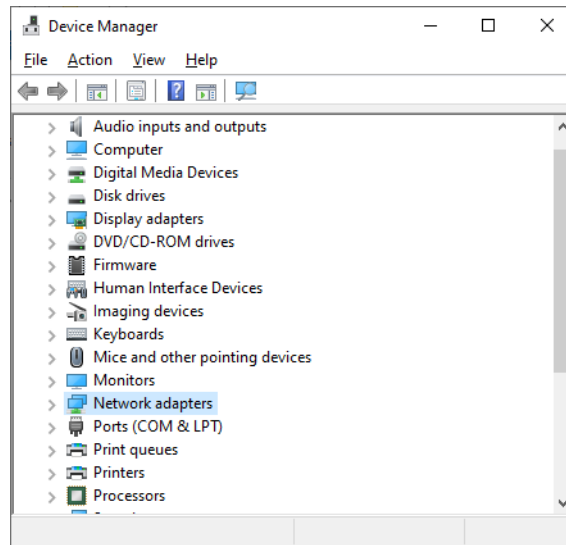 Device Manager
File Action View Help
Audio inputs and outputs
Computer
Digital Media Devices
Disk drives
Display adapters
DVD/CD-ROM drives
Firmware
Human Interface Devices
Imaging devices
Keyboards
Mice and other pointing devices
Monitors
Network adapters
Ports (COM & LPT)
Print queues
Printers
Processors